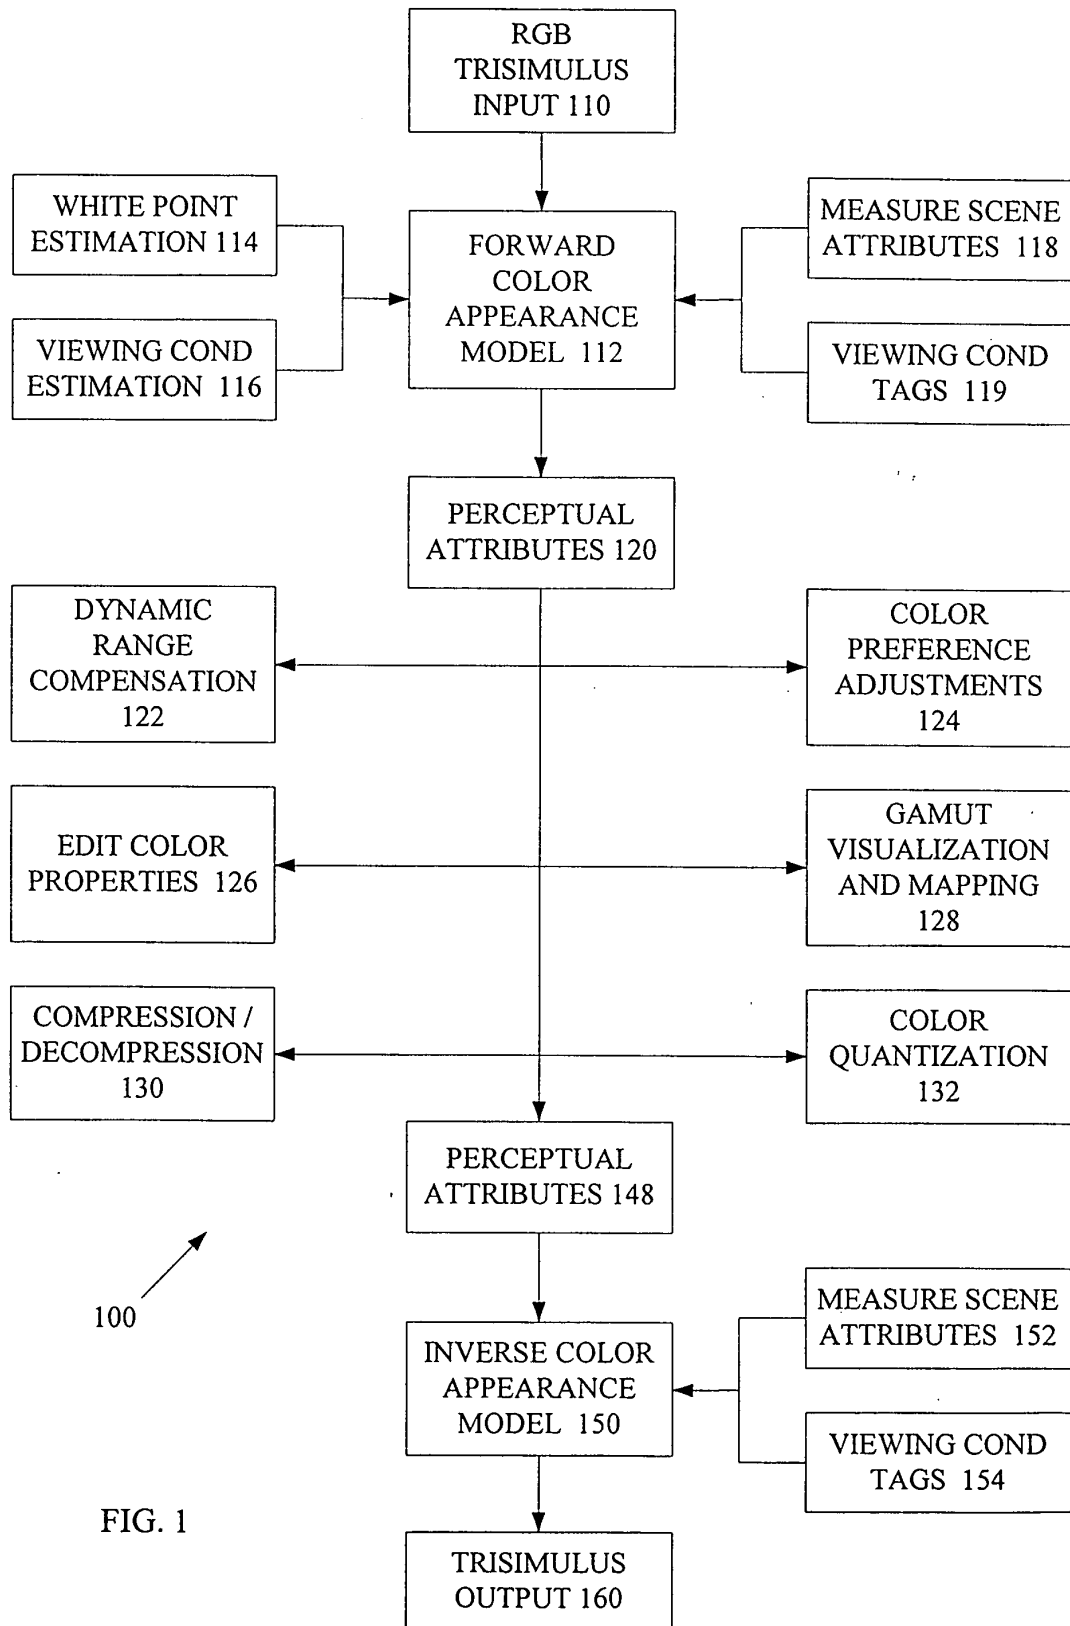 RGB
TRISIMULUS
INPUT 110
WHITE POINT
ESTIMATION 114
VIEWING COND
ESTIMATION 116
FORWARD
COLOR
APPEARANCE
MODEL 112
MEASURE SCENE
ATTRIBUTES 118
VIEWING COND
TAGS 119
PERCEPTUAL
ATTRIBUTES 120
DYNAMIC
RANGE
COMPENSATION
122
COLOR
PREFERENCE
ADJUSTMENTS
124
EDIT COLOR
PROPERTIES 126
GAMUT
VISUALIZATION
AND MAPPING
128
COMPRESSION /
DECOMPRESSION
130
COLOR
QUANTIZATION
132
PERCEPTUAL
ATTRIBUTES 148
100
INVERSE COLOR
APPEARANCE
MODEL 150
MEASURE SCENE
ATTRIBUTES 152
VIEWING COND
TAGS 154
FIG. 1
TRISIMULUS
OUTPUT 160